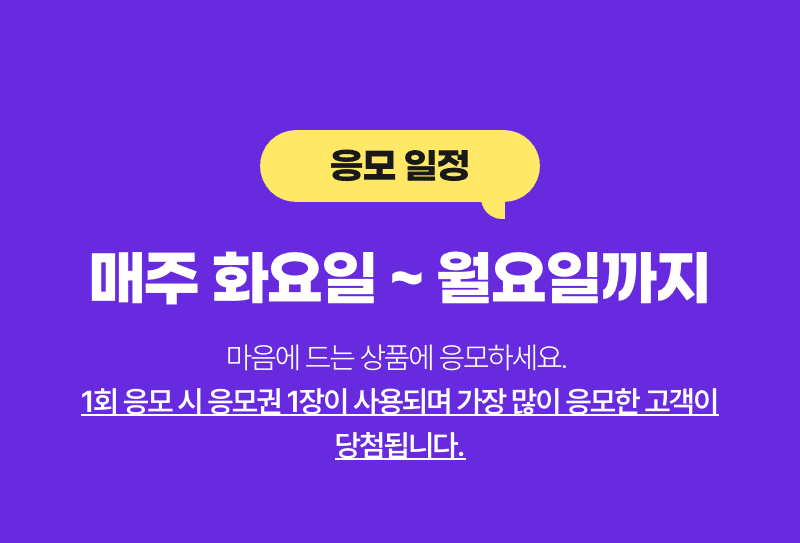 응모 일정
매주 화요일 ~ 월요일까지
마음에 드는 상품에 응모하세요.
1회 응모 시 응모권 1장이 사용되며 가장 많이 응모한 고객이
당첨됩니다.